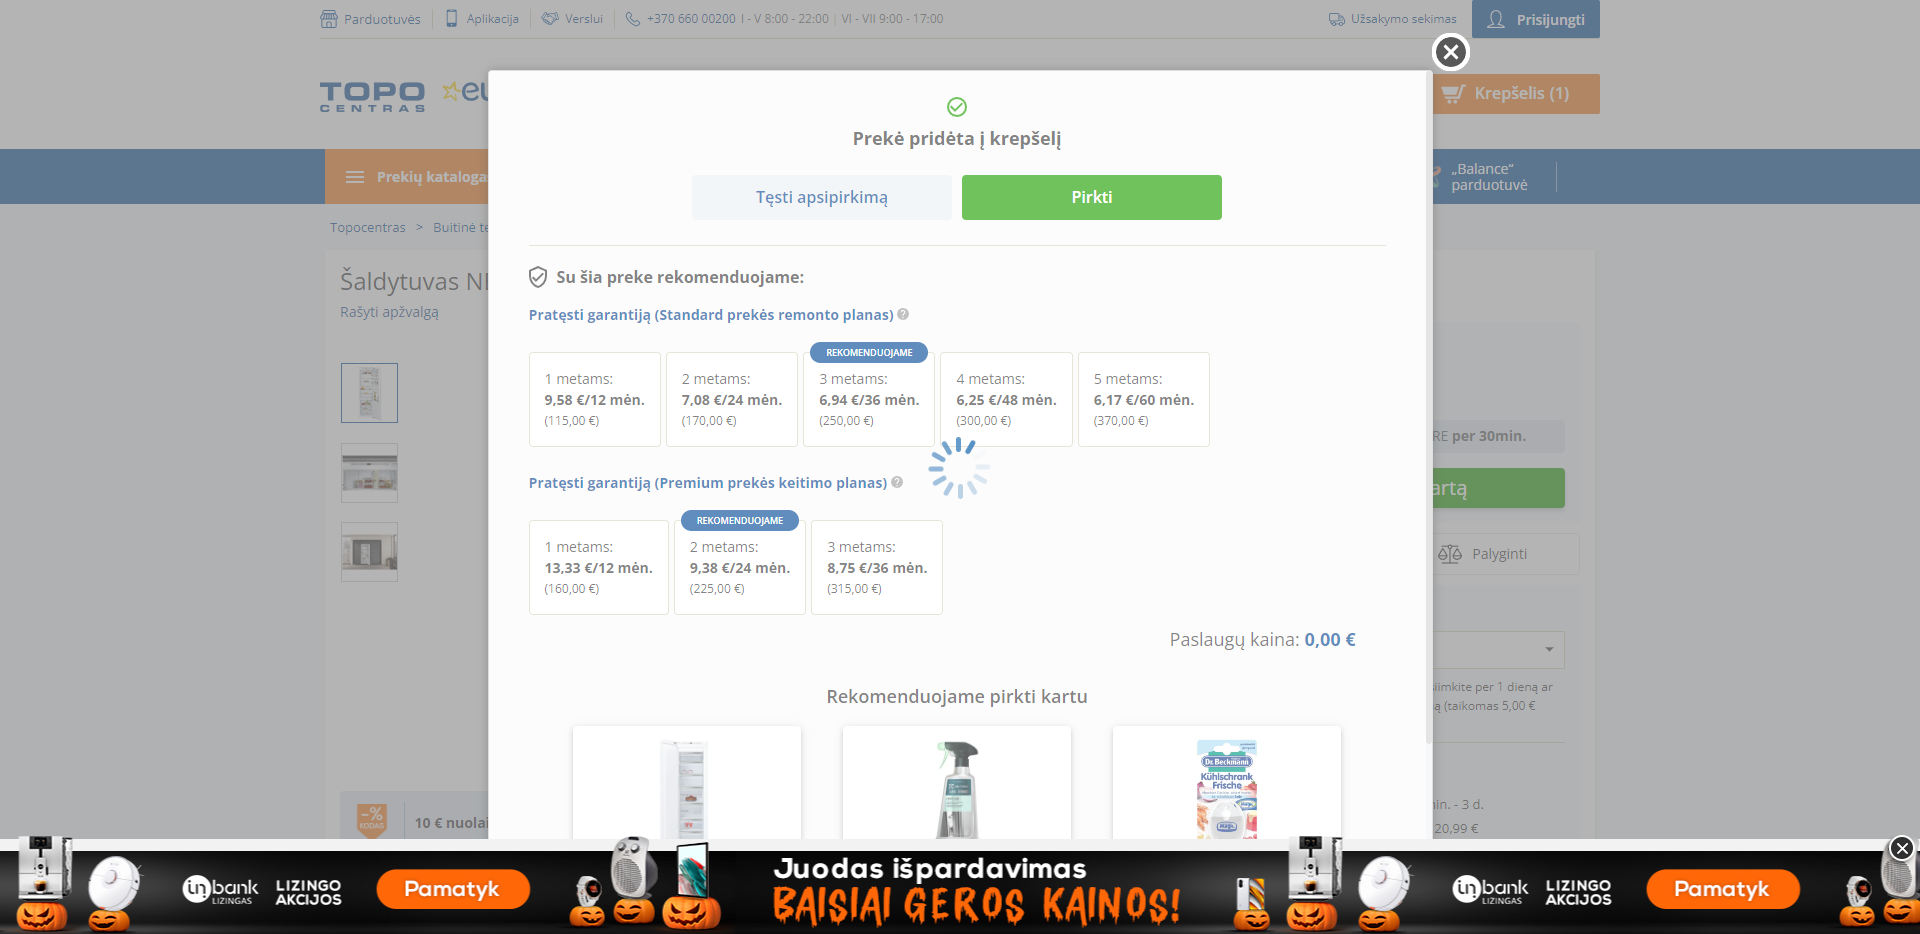 Parduotuvės
Aplikacija
Verslui
+370 660 00200 I - V 8:00 - 22:00 | VI - VII 9:00 - 17:00
Užsakymo sekimas
Prisijungti
TOPO
CENTRAS
Krepšelis (1)
Prekių kataloga
„Balance“
parduotuvė
Topocentras > Buitinė te
Šaldytuvas
Rašyti apžvalgą
Prekė pridėta į krepšelį
Tęsti apsipirkimą
Pirkti
Su šia preke rekomenduojame:
Pratęsti garantiją (Standard prekės remonto planas) ?
1 metams:
9,58 €/12 mėn.
(115,00 €)
2 metams:
7,08 €/24 mėn.
(170,00 €)
REKOMENDUOJAME
3 metams:
6,94 €/36 mėn.
(250,00 €)
4 metams:
6,25 €/48 mėn.
(300,00 €)
5 metams:
6,17 €/60 mėn.
(370,00 €)
Pratęsti garantiją (Premium prekės keitimo planas) ?
1 metams:
13,33 €/12 mėn.
(160,00 €)
REKOMENDUOJAME
2 metams:
9,38 €/24 mėn.
(225,00 €)
3 metams:
8,75 €/36 mėn.
(315,00 €)
Paslaugų kaina: 0,00 €
Rekomenduojame pirkti kartu
Dr. Beckmann
Kühlschrank
Frische
RE per 30min.
artą
Palyginti
siimkite per 1 dieną ar
ą (taikomas 5,00 €
in. - 3 d.
20,99 €
-%
KODAS
10 € nuolai
inbank
LIZINGAS
LIZINGO
AKCIJOS
Pamatyk
Juodas išpardavimas
BAISIAI GEROS KAINOS!
inbank
LIZINGAS
LIZINGO
AKCIJOS
Pamatyk